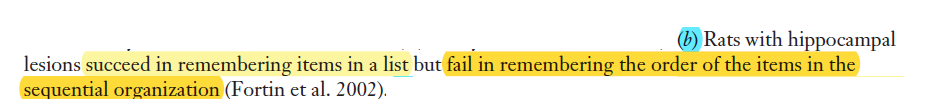 (b) Rats with hippocampal
lesions succeed in remembering items in a list but fail in remembering the order of the items in the
sequential organization (Fortin et al. 2002).